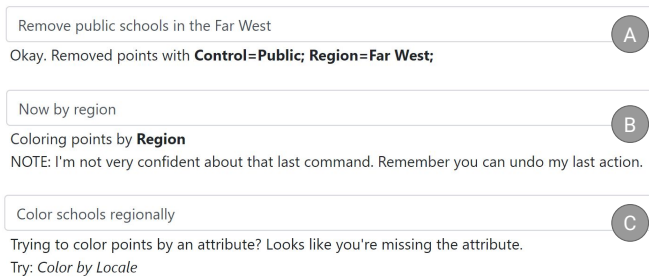 Remove public schools in the Far West
A
Okay. Removed points with Control=Public; Region=Far West;
Now by region
B
Coloring points by Region
NOTE: I'm not very confident about that last command. Remember you can undo my last action.
Color schools regionally
C
Trying to color points by an attribute? Looks like you're missing the attribute.
Try: Color by Locale